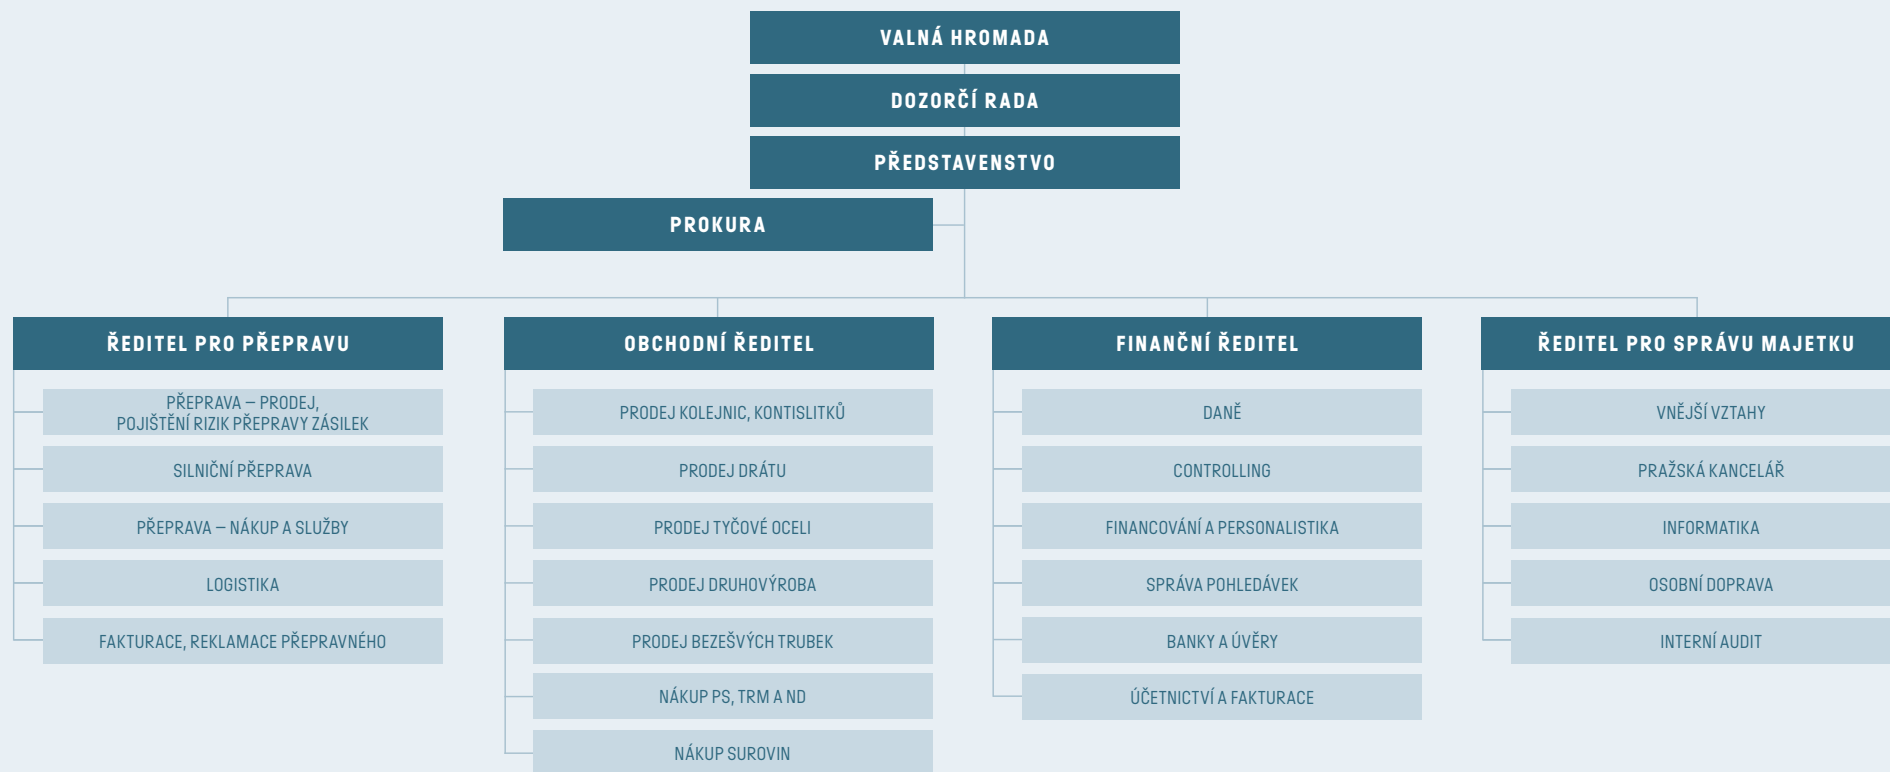 VALNÁ HROMADA
DOZORČÍ RADA
PŘEDSTAVENSTVO
PROKURA
ŘEDITEL PRO PŘEPRAVU
PŘEPRAVA – PRODEJ,
POJIŠTĚNÍ RIZIK PŘEPRAVY ZÁSILEK
SILNIČNÍ PŘEPRAVA
PŘEPRAVA – NÁKUP A SLUŽBY
LOGISTIKA
FAKTURACE, REKLAMACE PŘEPRAVNÉHO
OBCHODNÍ ŘEDITEL
PRODEJ KOLEJNIC, KONTISLITKŮ
PRODEJ DRÁTU
PRODEJ TYČOVÉ OCELI
PRODEJ DRUHOVÝROBA
PRODEJ BEZEŠVÝCH TRUBEK
NÁKUP PS, TRM A ND
NÁKUP SUROVIN
FINANČNÍ ŘEDITEL
DANĚ
CONTROLLING
FINANCOVÁNÍ A PERSONALISTIKA
SPRÁVA POHLEDÁVEK
BANKY A ÚVĚRY
ÚČETNICTVÍ A FAKTURACE
ŘEDITEL PRO SPRÁVU MAJETKU
VNĚJŠÍ VZTAHY
PRAŽSKÁ KANCELÁŘ
INFORMATIKA
OSOBNÍ DOPRAVA
INTERNÍ AUDIT